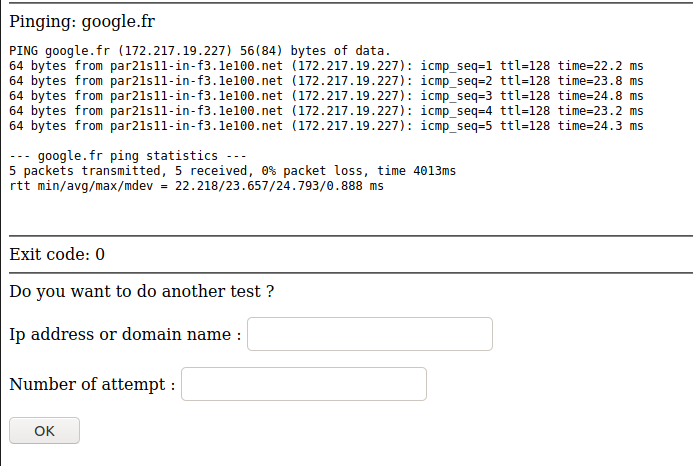 Pinging: google.fr
PING google.fr (172.217.19.227) 56(84) bytes of data.
64 bytes from par21s11-in-f3.1e100.net (172.217.19.227): icmp_seq=1 ttl=128 time=22.2 ms
64 bytes from par21s11-in-f3.1e100.net (172.217.19.227): icmp_seq=2 ttl=128 time=23.8 ms
64 bytes from par21s11-in-f3.1e100.net (172.217.19.227): icmp_seq=3 ttl=128 time=24.8 ms
64 bytes from par21s11-in-f3.1e100.net (172.217.19.227): icmp_seq=4 ttl=128 time=23.2 ms
64 bytes from par21s11-in-f3.1e100.net (172.217.19.227): icmp_seq=5 ttl=128 time=24.3 ms
--- google.fr ping statistics ---
5 packets transmitted, 5 received, 0% packet loss, time 4013ms
rtt min/avg/max/mdev = 22.218/23.657/24.793/0.888 ms
Exit code: 0
Do you want to do another test ?
Ip address or domain name :
Number of attempt :
OK